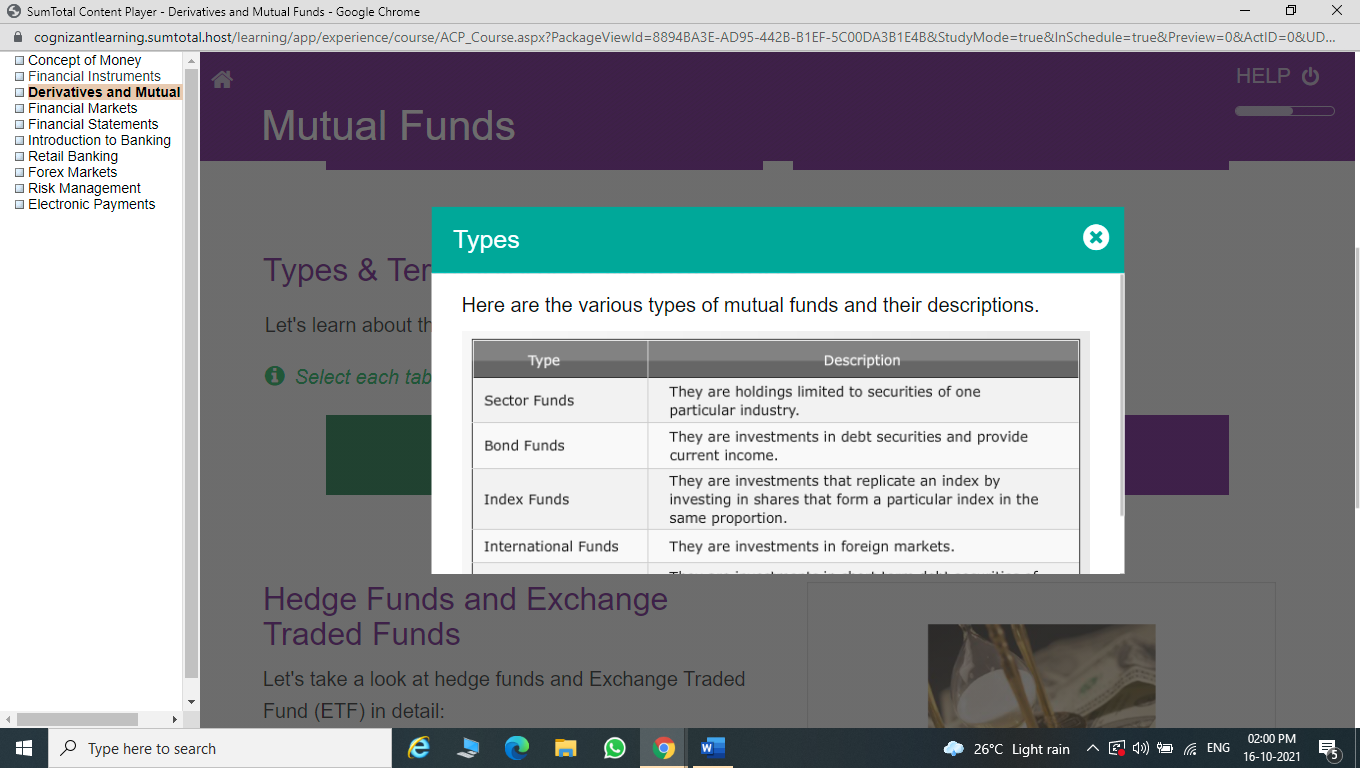 SumTotal Content Player - Derivatives and Mutual Funds - Google Chrome
cognizantlearning.sumtotal.host/learning/app/experience/course/ACP_Course.aspx?PackageViewId=8894BA3E-AD95-442B-B1EF-5C00DA3B1E4B&StudyMode=true&InSchedule=true&Preview=0&ActID=0&UD...
Concept of Money
Financial Instruments
Derivatives and Mutual
Financial Markets
Financial Statements
Introduction to Banking
Retail Banking
Forex Markets
Risk Management
Electronic Payments
HELP
Mutual Funds
Types & Ter
Let's learn about th
Select each tab
Types
Here are the various types of mutual funds and their descriptions.
Type Description
Sector Funds They are holdings limited to securities of one
particular industry.
Bond Funds They are investments in debt securities and provide
current income.
They are investments that replicate an index by
Index Funds investing in shares that form a particular index in the
same proportion.
International Funds They are investments in foreign markets.
Hedge Funds and Exchange
Traded Funds
Let's take a look at hedge funds and Exchange Traded
Fund (ETF) in detail:
Type here to search
26°C Light rain
ENG
02:00 PM
16-10-2021
5